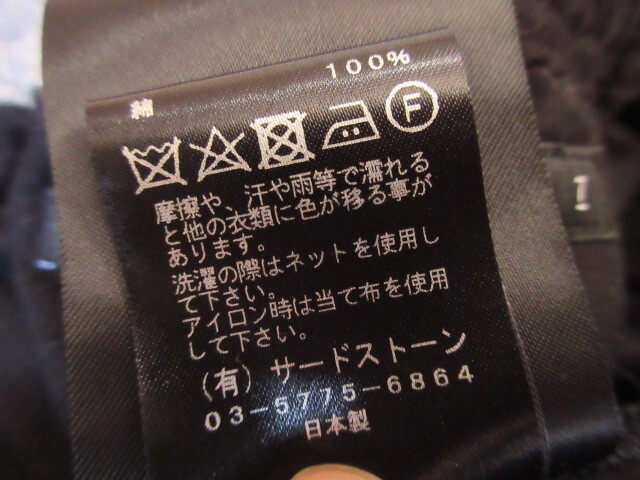 綿 100%
F
摩擦や、汗や雨等で濡れる
と他の衣類に色が移る事が
あります。
洗濯の際はネットを使用し
て下さい。
アイロン時は当て布を使用
して下さい。
(有) サードストーン
03-5775-6864
日本製
1